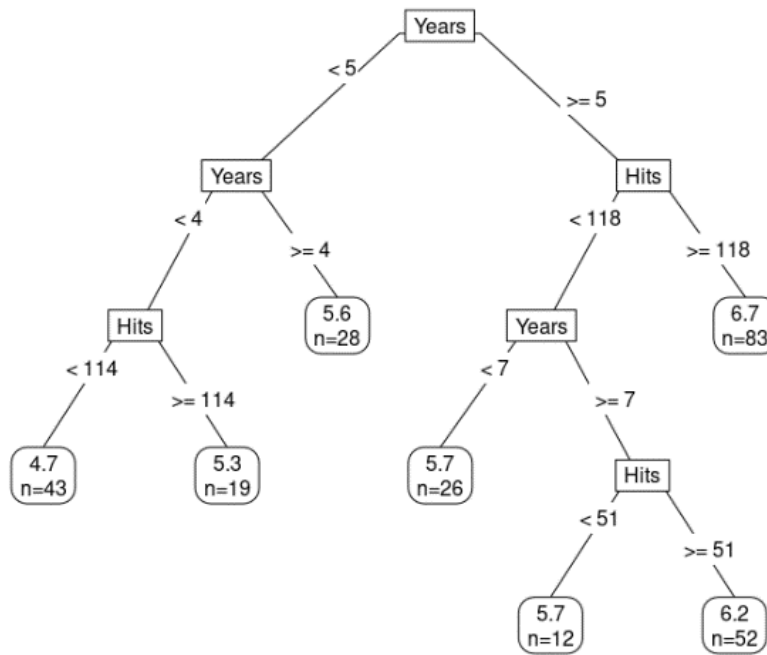 Years
< 5
>= 5
Years
Hits
< 4
>= 4
< 118
>= 118
Hits
5.6
n=28
Years
6.7
n=83
< 114
>= 114
< 7
>= 7
4.7
n=43
5.3
n=19
5.7
n=26
Hits
< 51
>= 51
5.7
n=12
6.2
n=52